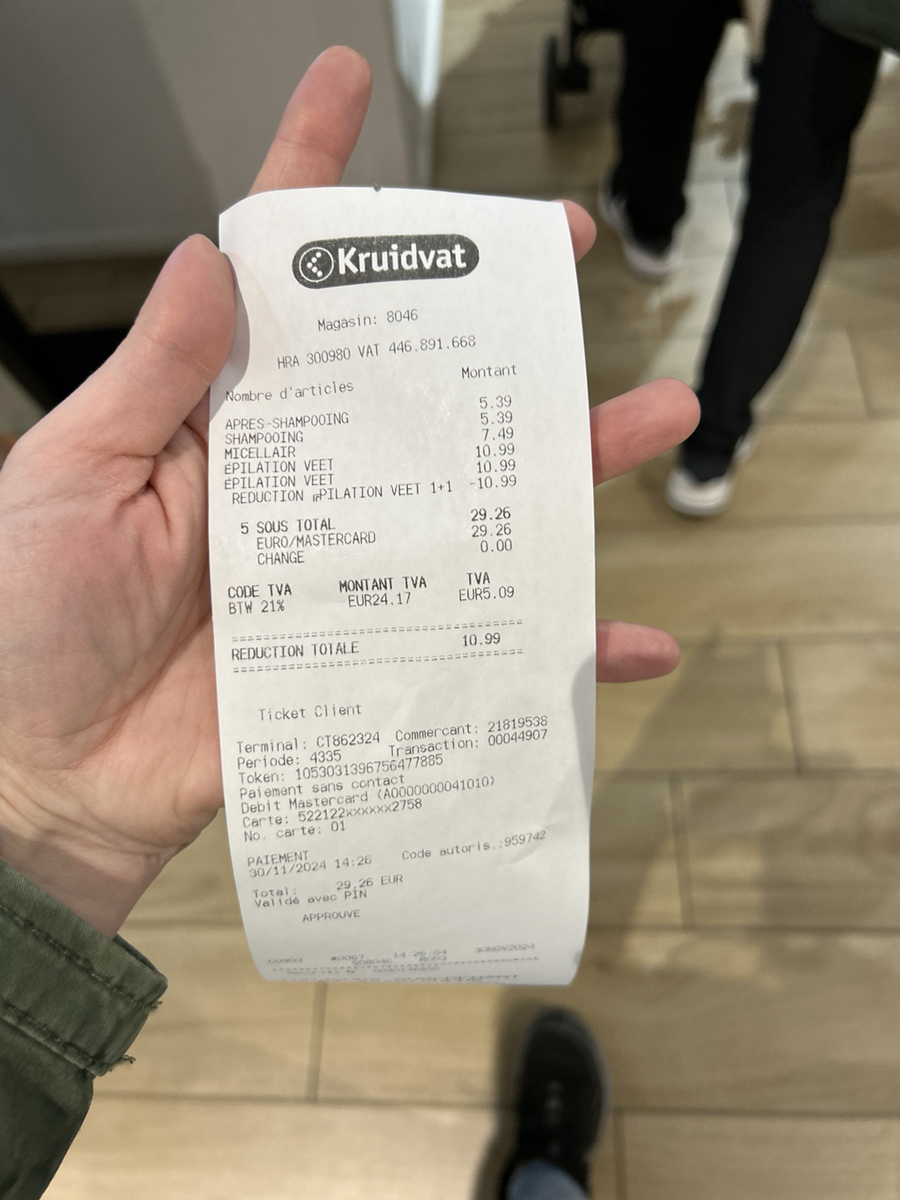 Kruidvat
Magasin: 8046
HRA 300980 VAT 446.891.668
Nombre d'articles Montant
APRES-SHAMPOOING 5.39
SHAMPOOING 5.39
MICELLAIR 7.49
ÉPILATION VEET 10.99
ÉPILATION VEET 10.99
REDUCTION PILATION VEET 1+1 -10.99
5 SOUS TOTAL 29.26
EURO/MASTERCARD 29.26
CHANGE 0.00
CODE TVA MONTANT TVA TVA
BTW 21% EUR24.17 EUR5.09
REDUCTION TOTALE 10.99
Ticket Client
Terminal: CT862324 Commercant: 21819538
Periode: 4335 Transaction: 00044907
Token: 1053031396756477885
Paiement sans contact
Debit Mastercard (A0000000041010)
Carte: 522122xxxxxx2758
No. carte: 01
PAIEMENT
30/11/2024 14:26 Code autoris.:959742
Total: 29,26 EUR
Validé avec PIN
APPROUVE